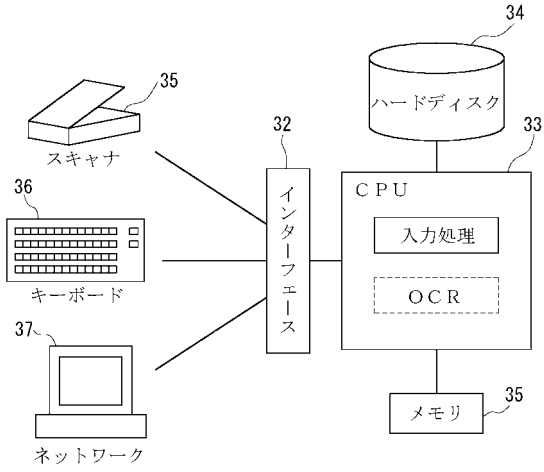 34
ハードディスク
35
スキャナ
32
インターフェース
33
ＣＰＵ
入力処理
ＯＣＲ
36
キーボード
37
ネットワーク
メモリ
35